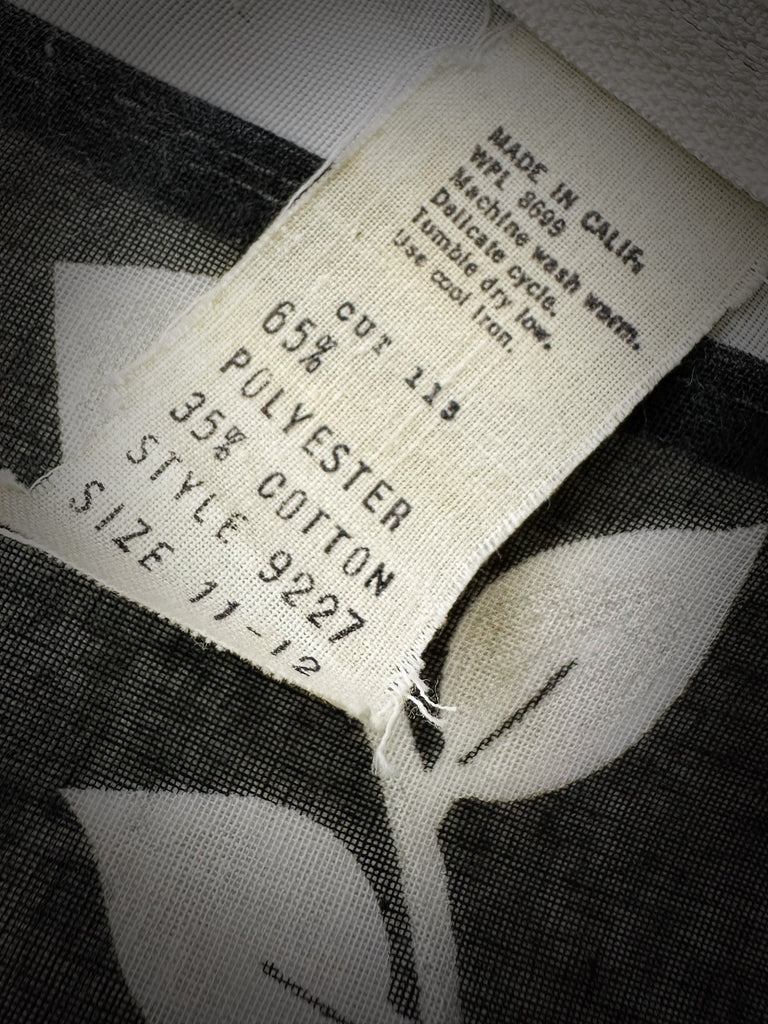 MADE IN CALIF.
WPL 8699
Machine wash warm.
Delicate cycle.
Tumble dry low.
Use cool iron.
CUT 113
65%
POLYESTER
35% COTTON
STYLE 9227
SIZE 11-12